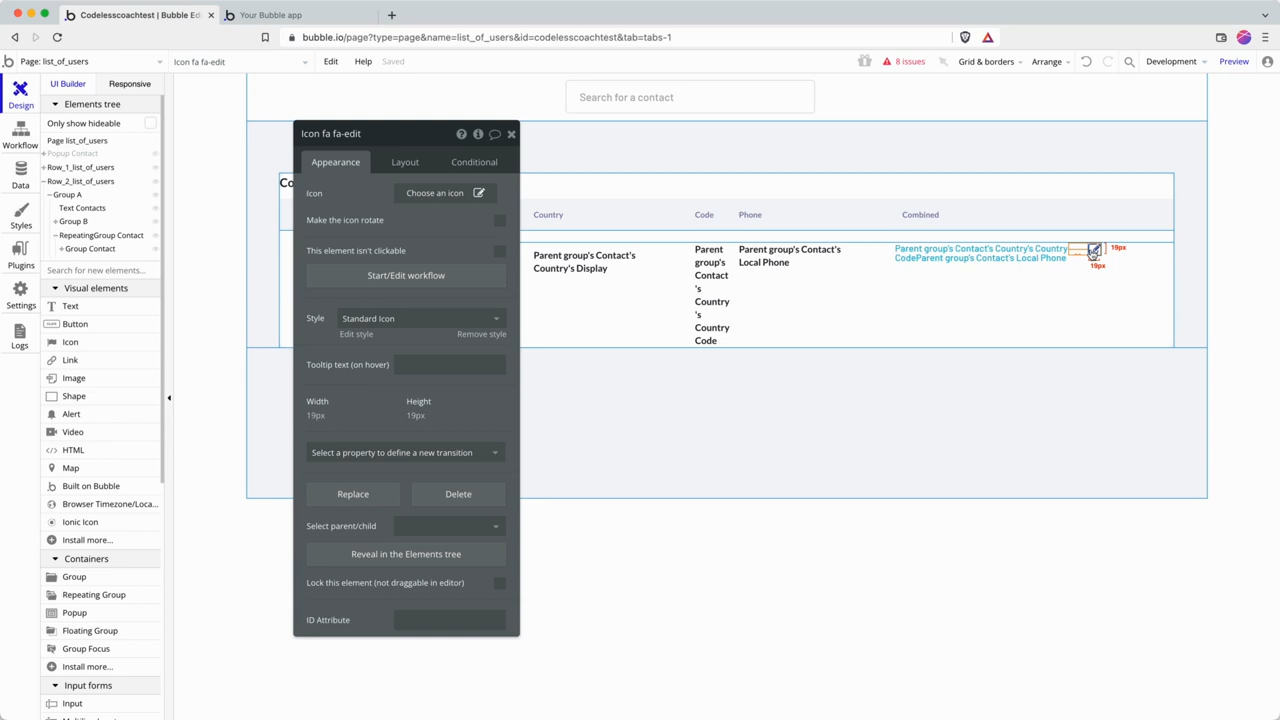 Codelesscoachtest | Bubble Ed
Your Bubble app
bubble.io/page?type=page&name=list_of_users&id=codelesscoachtest&tab=tabs-1
Page: list_of_users
Icon fa fa-edit
Edit
Help
Saved
8 issues
Grid & borders
Arrange
Development
Preview
Design
Workflow
Data
Styles
Plugins
Settings
Logs
UI Builder
Responsive
Elements tree
Only show hideable
Page list_of_users
Popup Contact
Row_1_list_of_users
Row_2_list_of_users
Group A
Text Contacts
Group B
RepeatingGroup Contact
Group Contact
Search for new elements...
Visual elements
Text
Button
Icon
Link
Image
Shape
Alert
Video
HTML
Map
Built on Bubble
Browser Timezone/Loca...
Ionic Icon
Install more...
Containers
Group
Repeating Group
Popup
Floating Group
Group Focus
Install more...
Input forms
Input
Icon fa fa-edit
Appearance
Layout
Conditional
Icon
Choose an icon
Make the icon rotate
This element isn't clickable
Start/Edit workflow
Style
Standard Icon
Edit style
Remove style
Tooltip text (on hover)
Width
Height
19px
19px
Select a property to define a new transition
Replace
Delete
Select parent/child
Reveal in the Elements tree
Lock this element (not draggable in editor)
ID Attribute
Search for a contact
Co
Country
Code
Phone
Combined
Parent group's Contact's
Country's Display
Parent
group's
Contact
's
Country
's
Country
Code
Parent group's Contact's
Local Phone
Parent group's Contact's Country's Country
CodeParent group's Contact's Local Phone
19px
19px